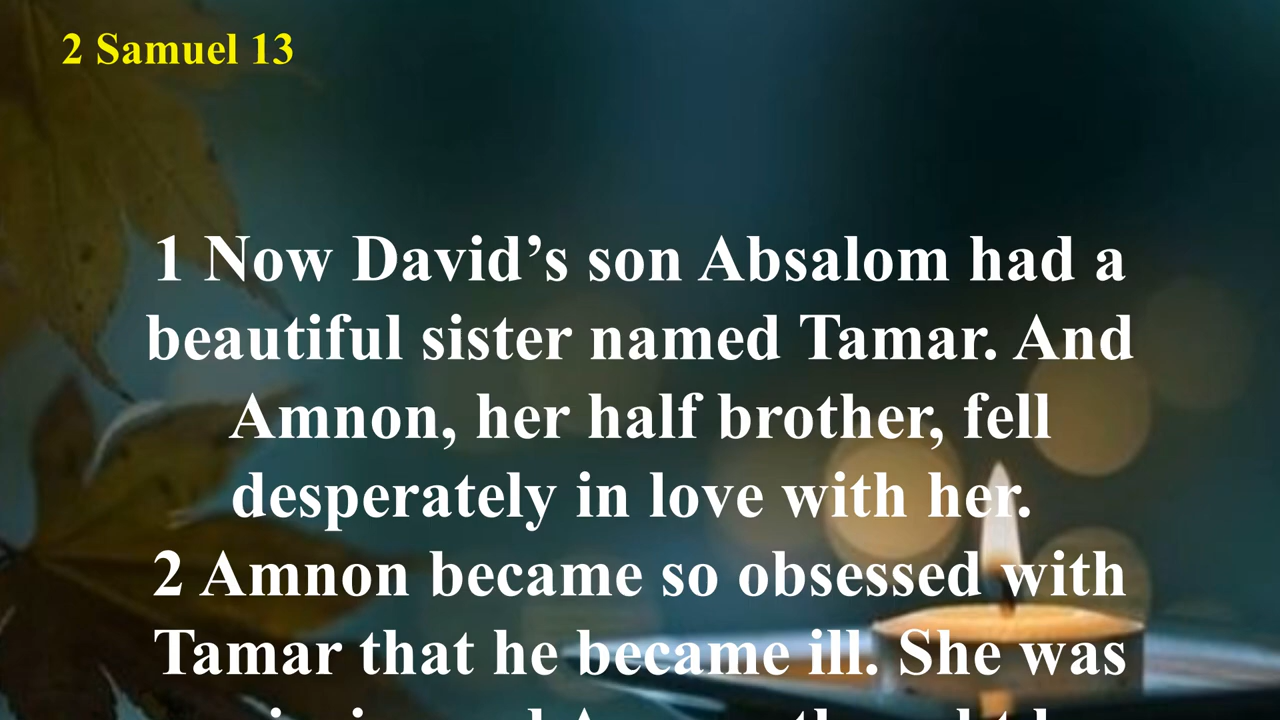 2 Samuel 13
1 Now David’s son Absalom had a
beautiful sister named Tamar. And
Amnon, her half brother, fell
desperately in love with her.
2 Amnon became so obsessed with
Tamar that he became ill. She was